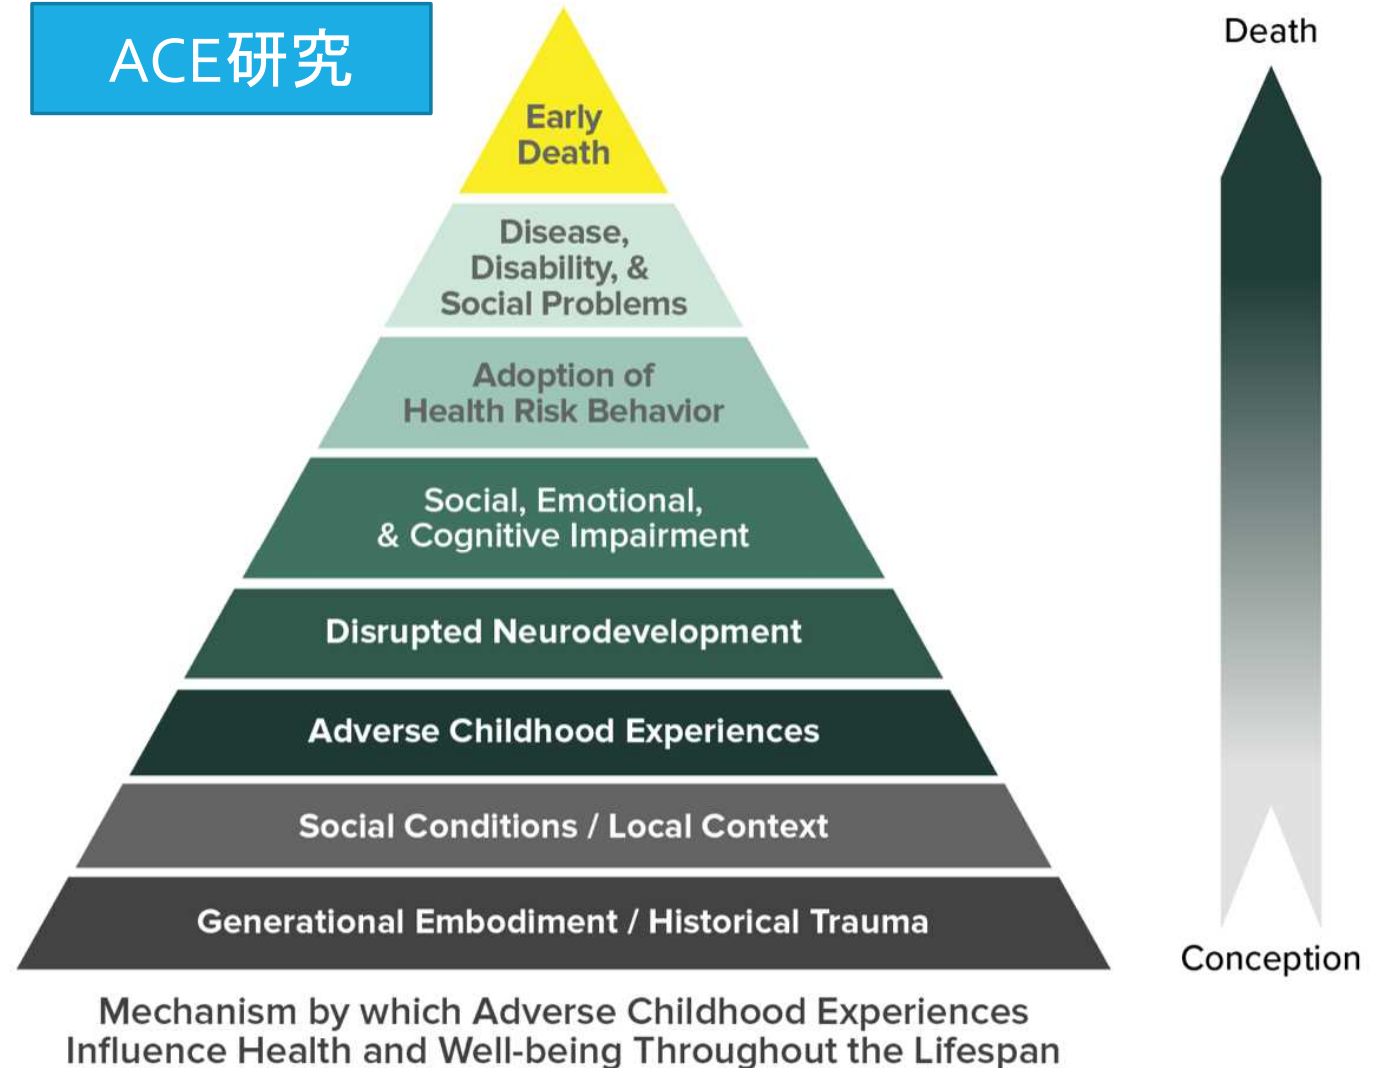 ACE研究
Early
Death
Disease,
Disability, &
Social Problems
Adoption of
Health Risk Behavior
Social, Emotional,
& Cognitive Impairment
Disrupted Neurodevelopment
Adverse Childhood Experiences
Social Conditions / Local Context
Generational Embodiment / Historical Trauma
Mechanism by which Adverse Childhood Experiences
Influence Health and Well-being Throughout the Lifespan
Death
Conception